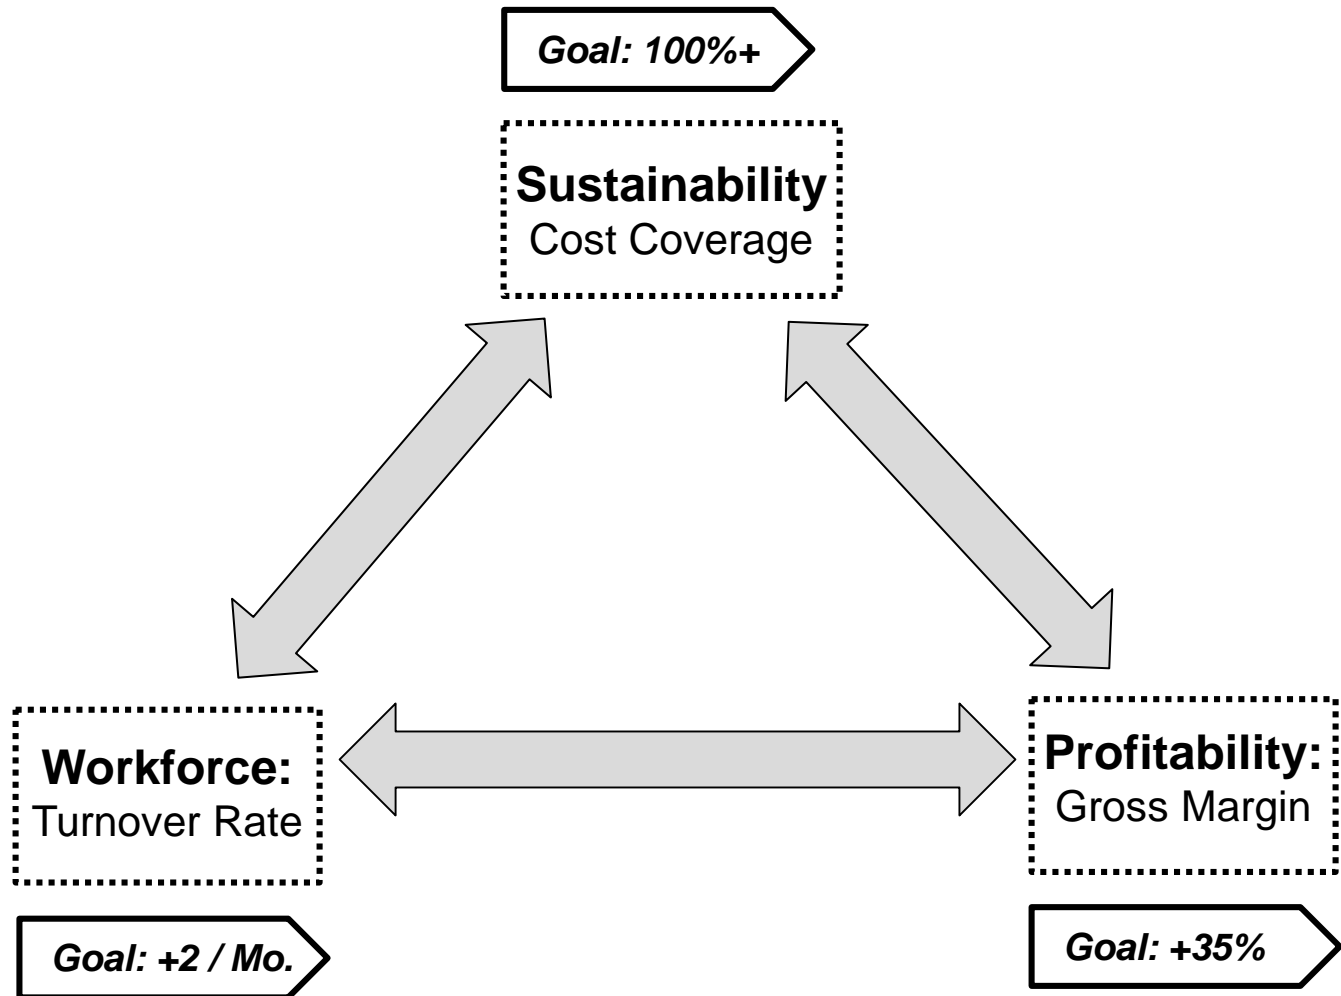 Goal: 100%+
Sustainability
Cost Coverage
Workforce:
Turnover Rate
Profitability:
Gross Margin
Goal: +2 / Mo.
Goal: +35%